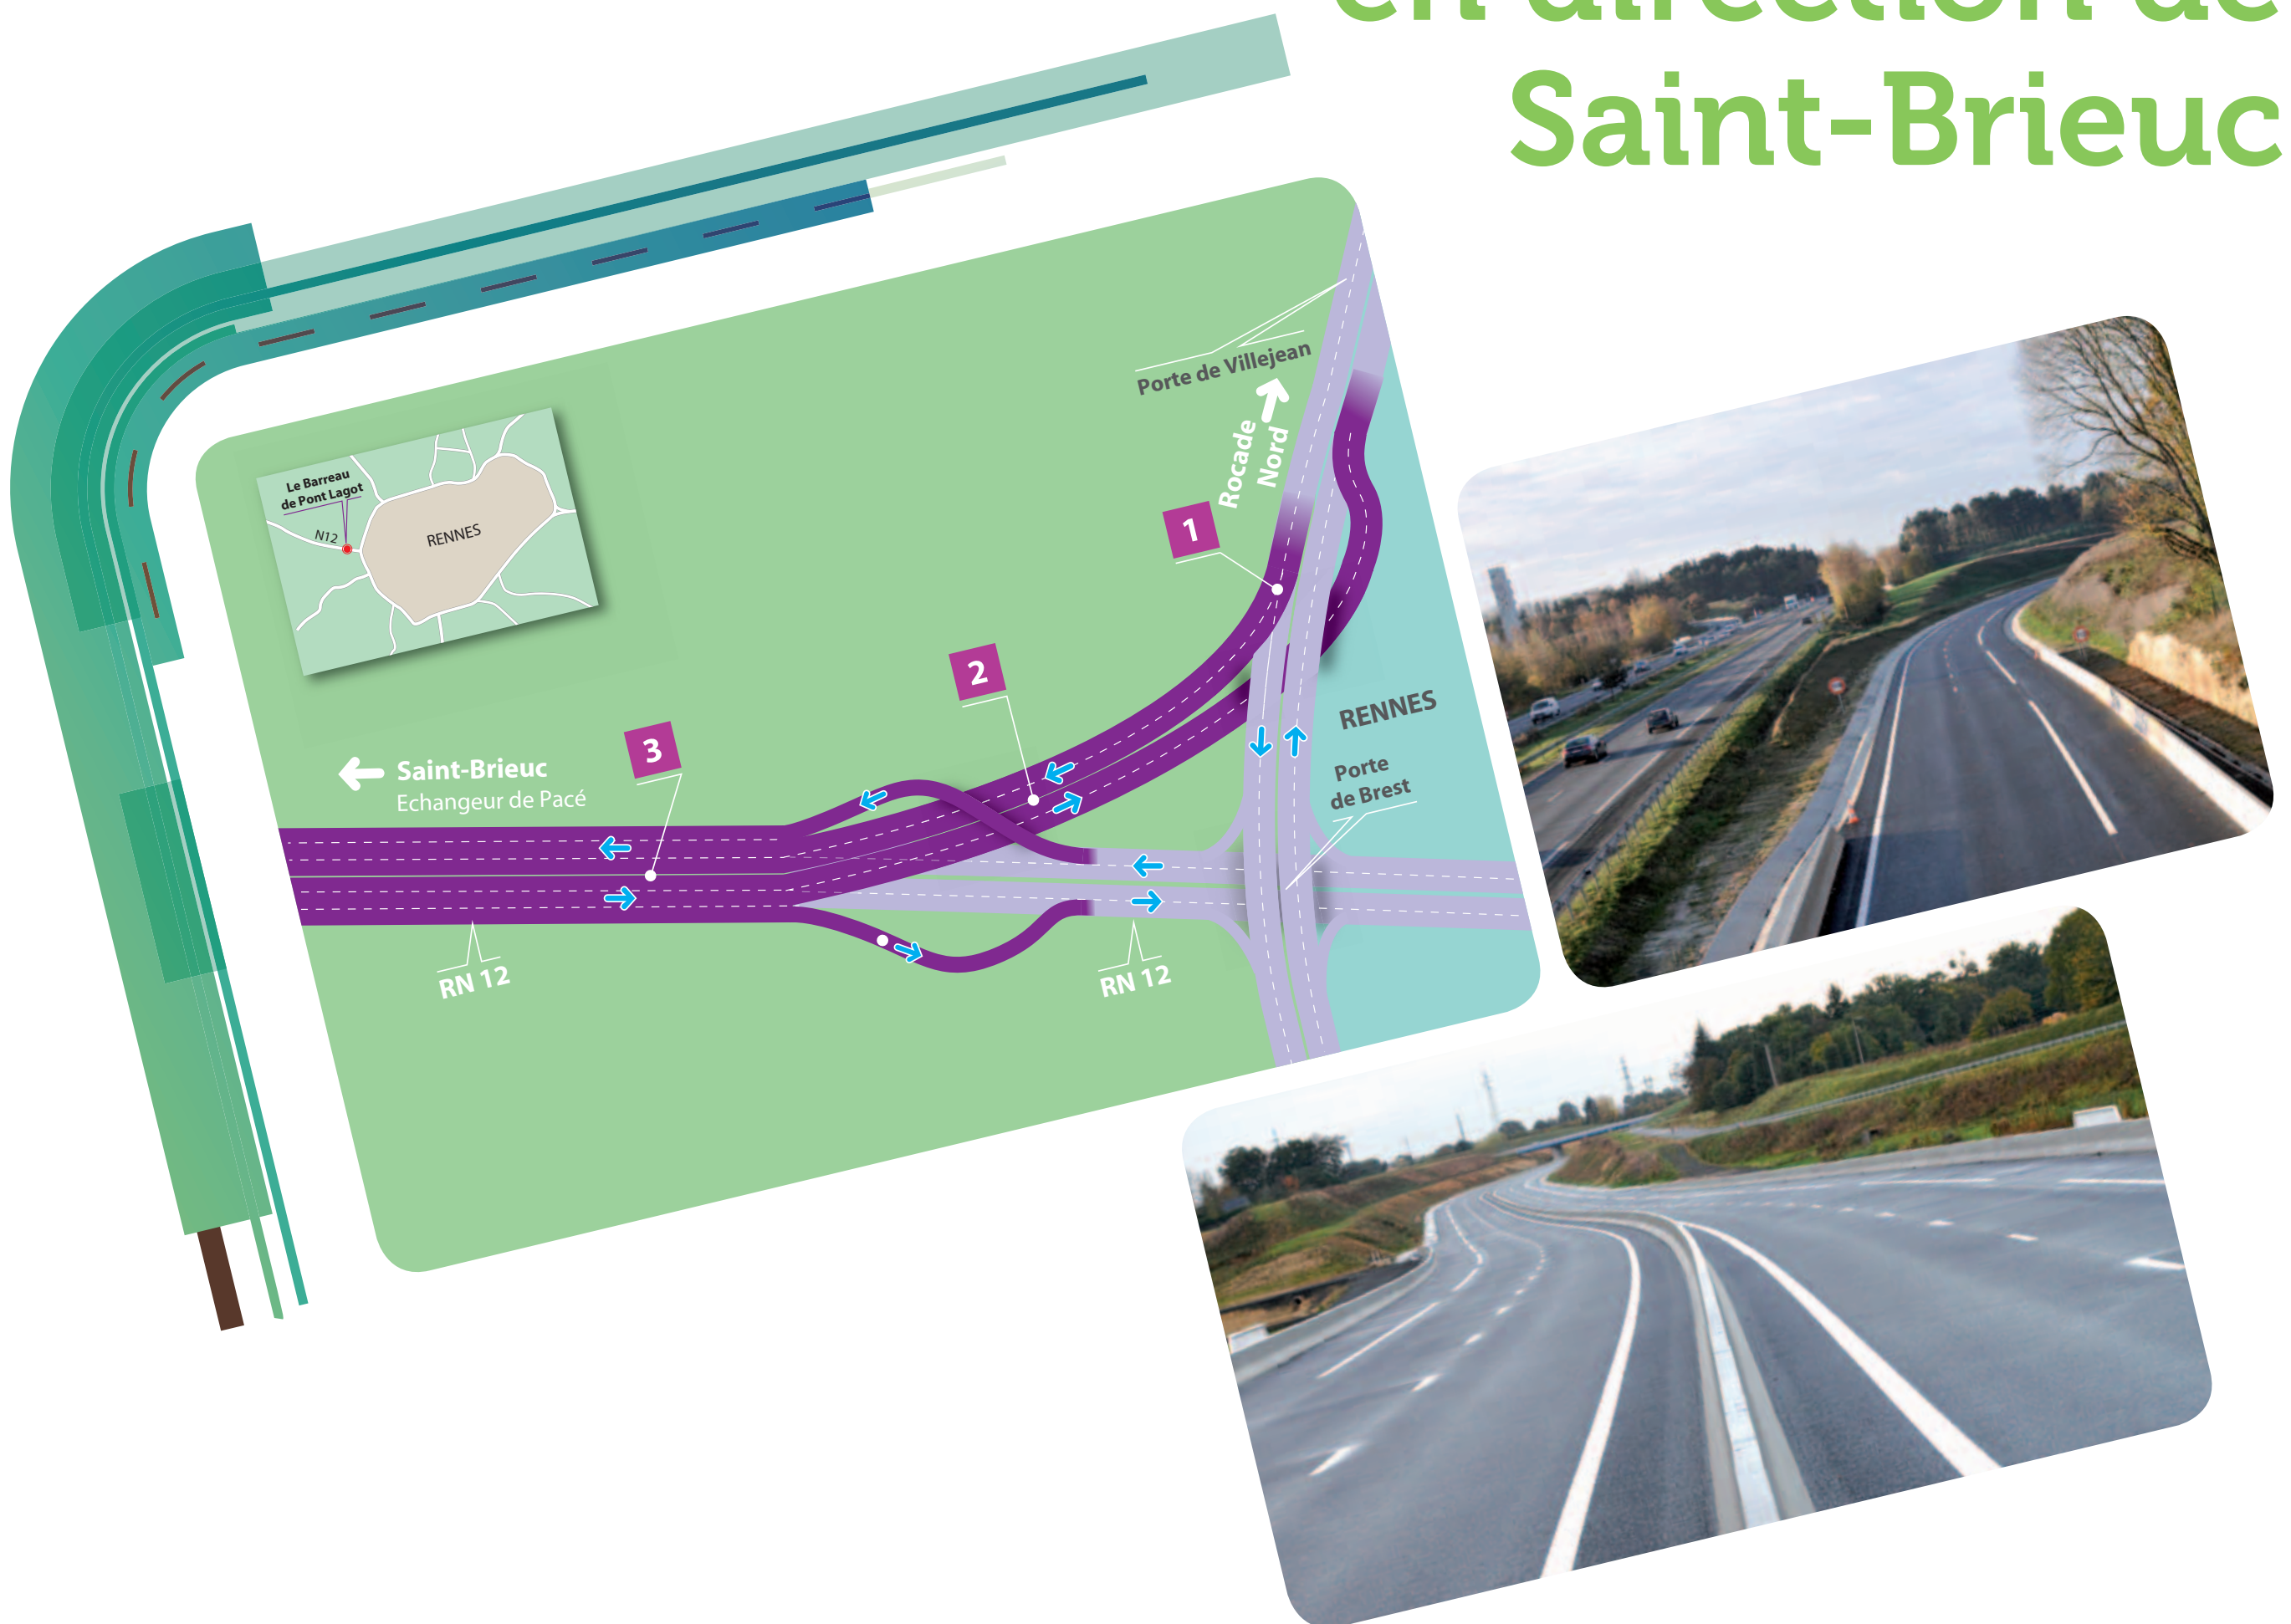 Saint-Brieuc
Le Barreau
de Pont Lagot
N12
RENNES
Porte de Villejean
Rocade
Nord
1
2
3
Saint-Brieuc
Echangeur de Pacé
RENNES
Porte
de Brest
RN 12
RN 12